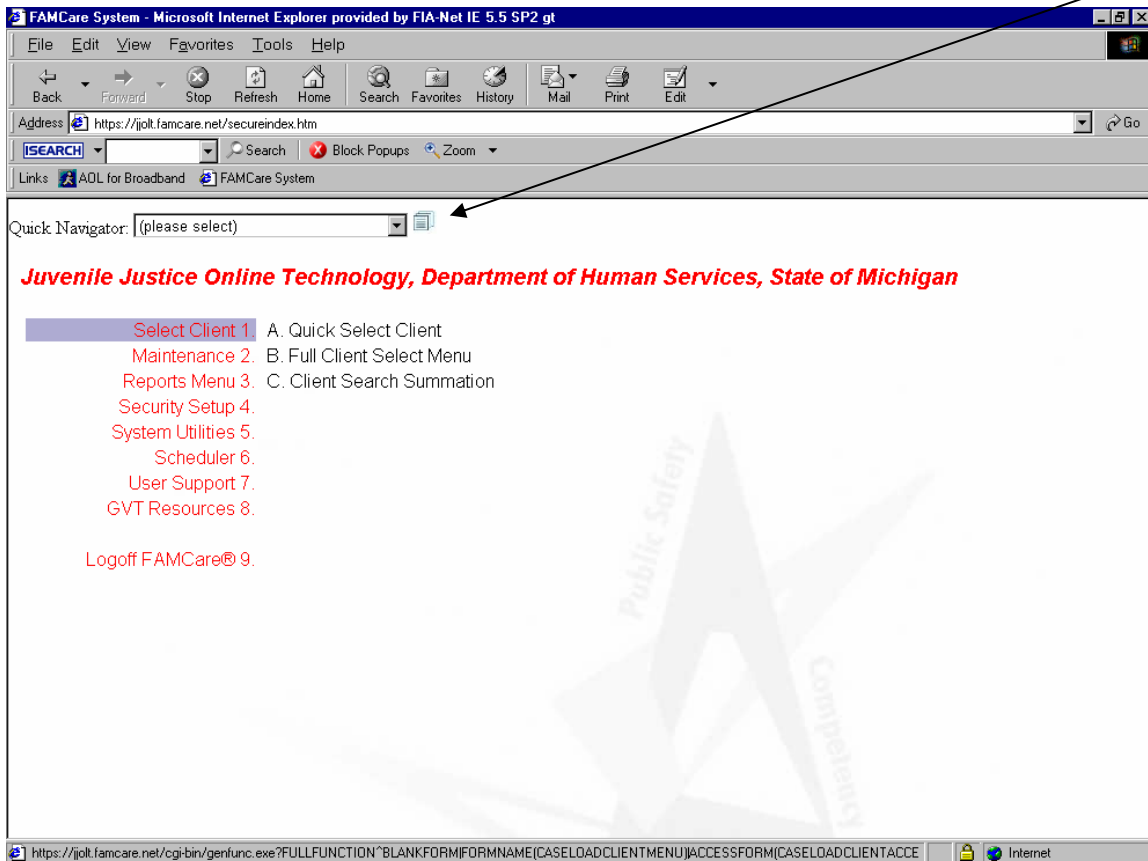 FAMCare System - Microsoft Internet Explorer provided by FIA-Net IE 5.5 SP2 gt
File Edit View Favorites Tools Help
Back Forward Stop Refresh Home Search Favorites History Mail Print Edit
Address https://jjolt.famcare.net/secureindex.htm Go
ISEARCH Search Block Popups Zoom
Links AOL for Broadband FAMCare System
Quick Navigator: (please select)
Juvenile Justice Online Technology, Department of Human Services, State of Michigan
Select Client 1. A. Quick Select Client
Maintenance 2. B. Full Client Select Menu
Reports Menu 3. C. Client Search Summation
Security Setup 4.
System Utilities 5.
Scheduler 6.
User Support 7.
GVT Resources 8.
Logoff FAMCare® 9.
Public Safety
Competency
https://jjolt.famcare.net/cgi-bin/genfunc.exe?FULLFUNCTION^BLANKFORM|FORMNAME(CASELOADCLIENTMENU)|ACCESSFORM(CASELOADCLIENTACCE Internet